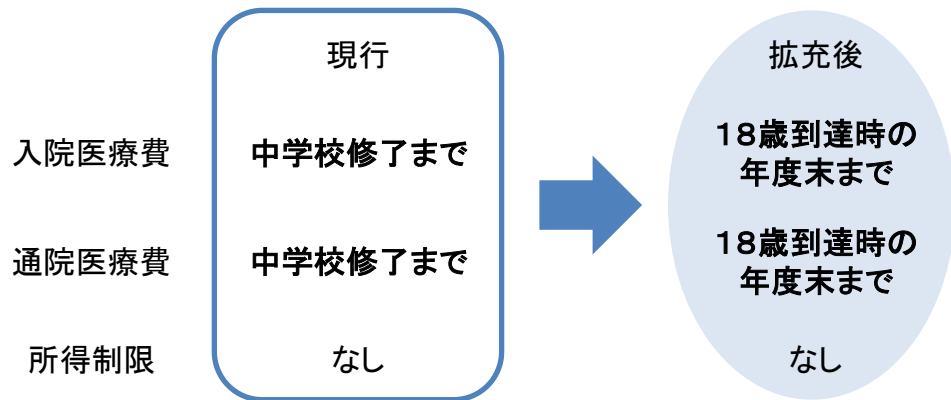 現行
拡充後
入院医療費
中学校修了まで
18歳到達時の
年度末まで
通院医療費
中学校修了まで
18歳到達時の
年度末まで
所得制限
なし
なし